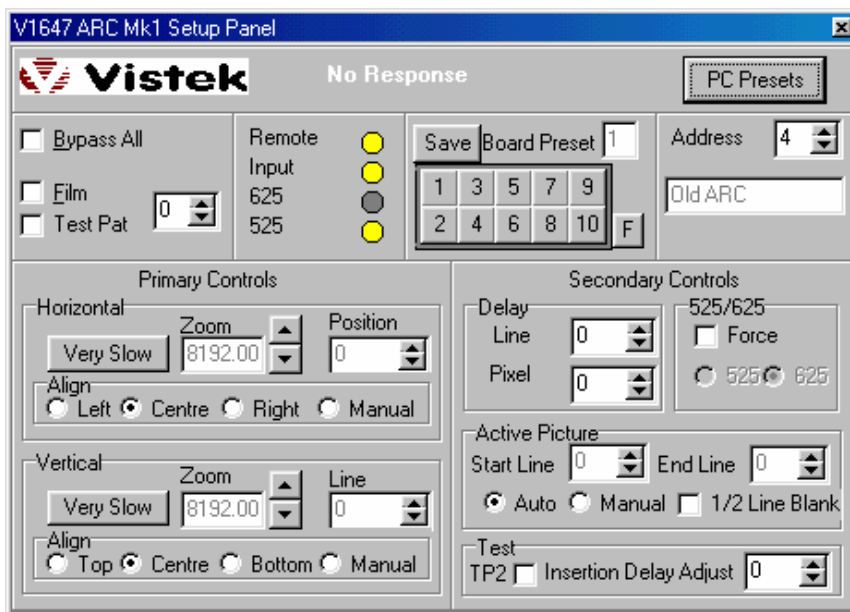 V1647 ARC Mk1 Setup Panel
Vistek No Response PC Presets
Bypass All
Film
Test Pat 0
Remote
Input
625
525
Save Board Preset 1
1 3 5 7 9
2 4 6 8 10 F
Address 4
Old ARC
Primary Controls
Horizontal
Zoom Position
Very Slow 8192.00 0
Align
Left Centre Right Manual
Vertical
Zoom Line
Very Slow 8192.00 0
Align
Top Centre Bottom Manual
Secondary Controls
Delay
Line 0
Pixel 0
525/625
Force
525 625
Active Picture
Start Line 0 End Line 0
Auto Manual 1/2 Line Blank
Test
TP2 Insertion Delay Adjust 0